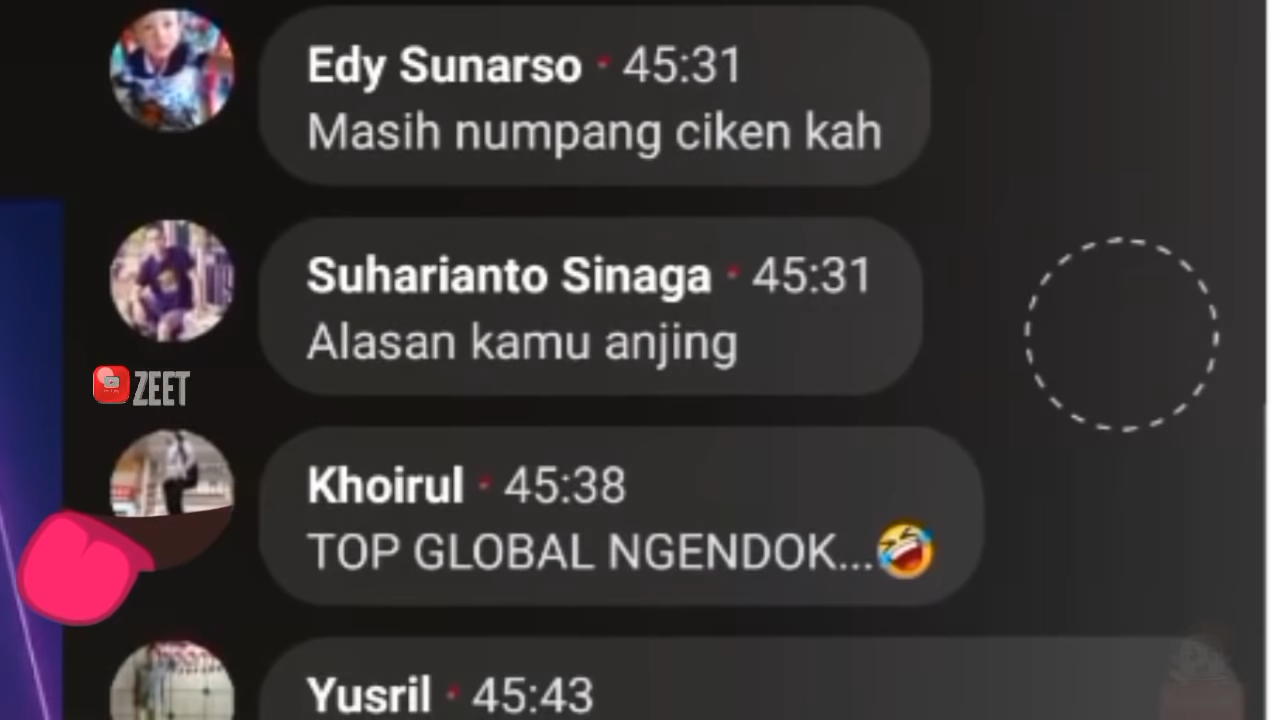 Edy Sunarso · 45:31
Masih numpang ciken kah
Suharianto Sinaga · 45:31
Alasan kamu anjing
ZEET
Khoirul · 45:38
TOP GLOBAL NGENDOK...🤣
Yusril · 45:43